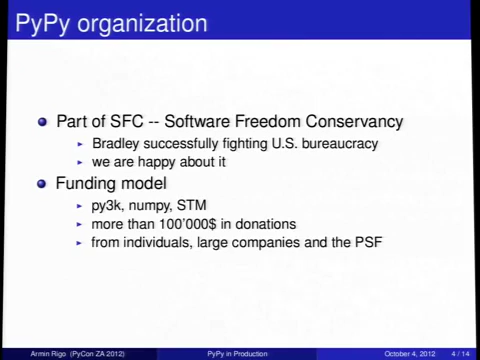 PyPy organization
Part of SFC -- Software Freedom Conservancy
Bradley successfully fighting U.S. bureaucracy
we are happy about it
Funding model
py3k, numpy, STM
more than 100'000$ in donations
from individuals, large companies and the PSF
Armin Rigo (PyCon ZA 2012) PyPy in Production October 4, 2012 4 / 14